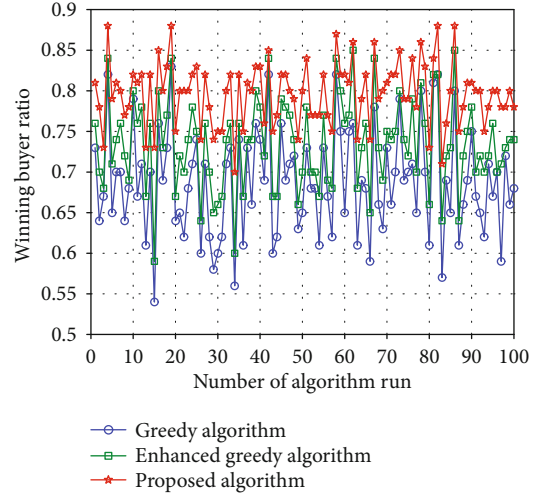 0.9
0.85
0.8
0.75
0.7
0.65
0.6
0.55
0.5
Winning buyer ratio
0 10 20 30 40 50 60 70 80 90 100
Number of algorithm run
Greedy algorithm
Enhanced greedy algorithm
Proposed algorithm